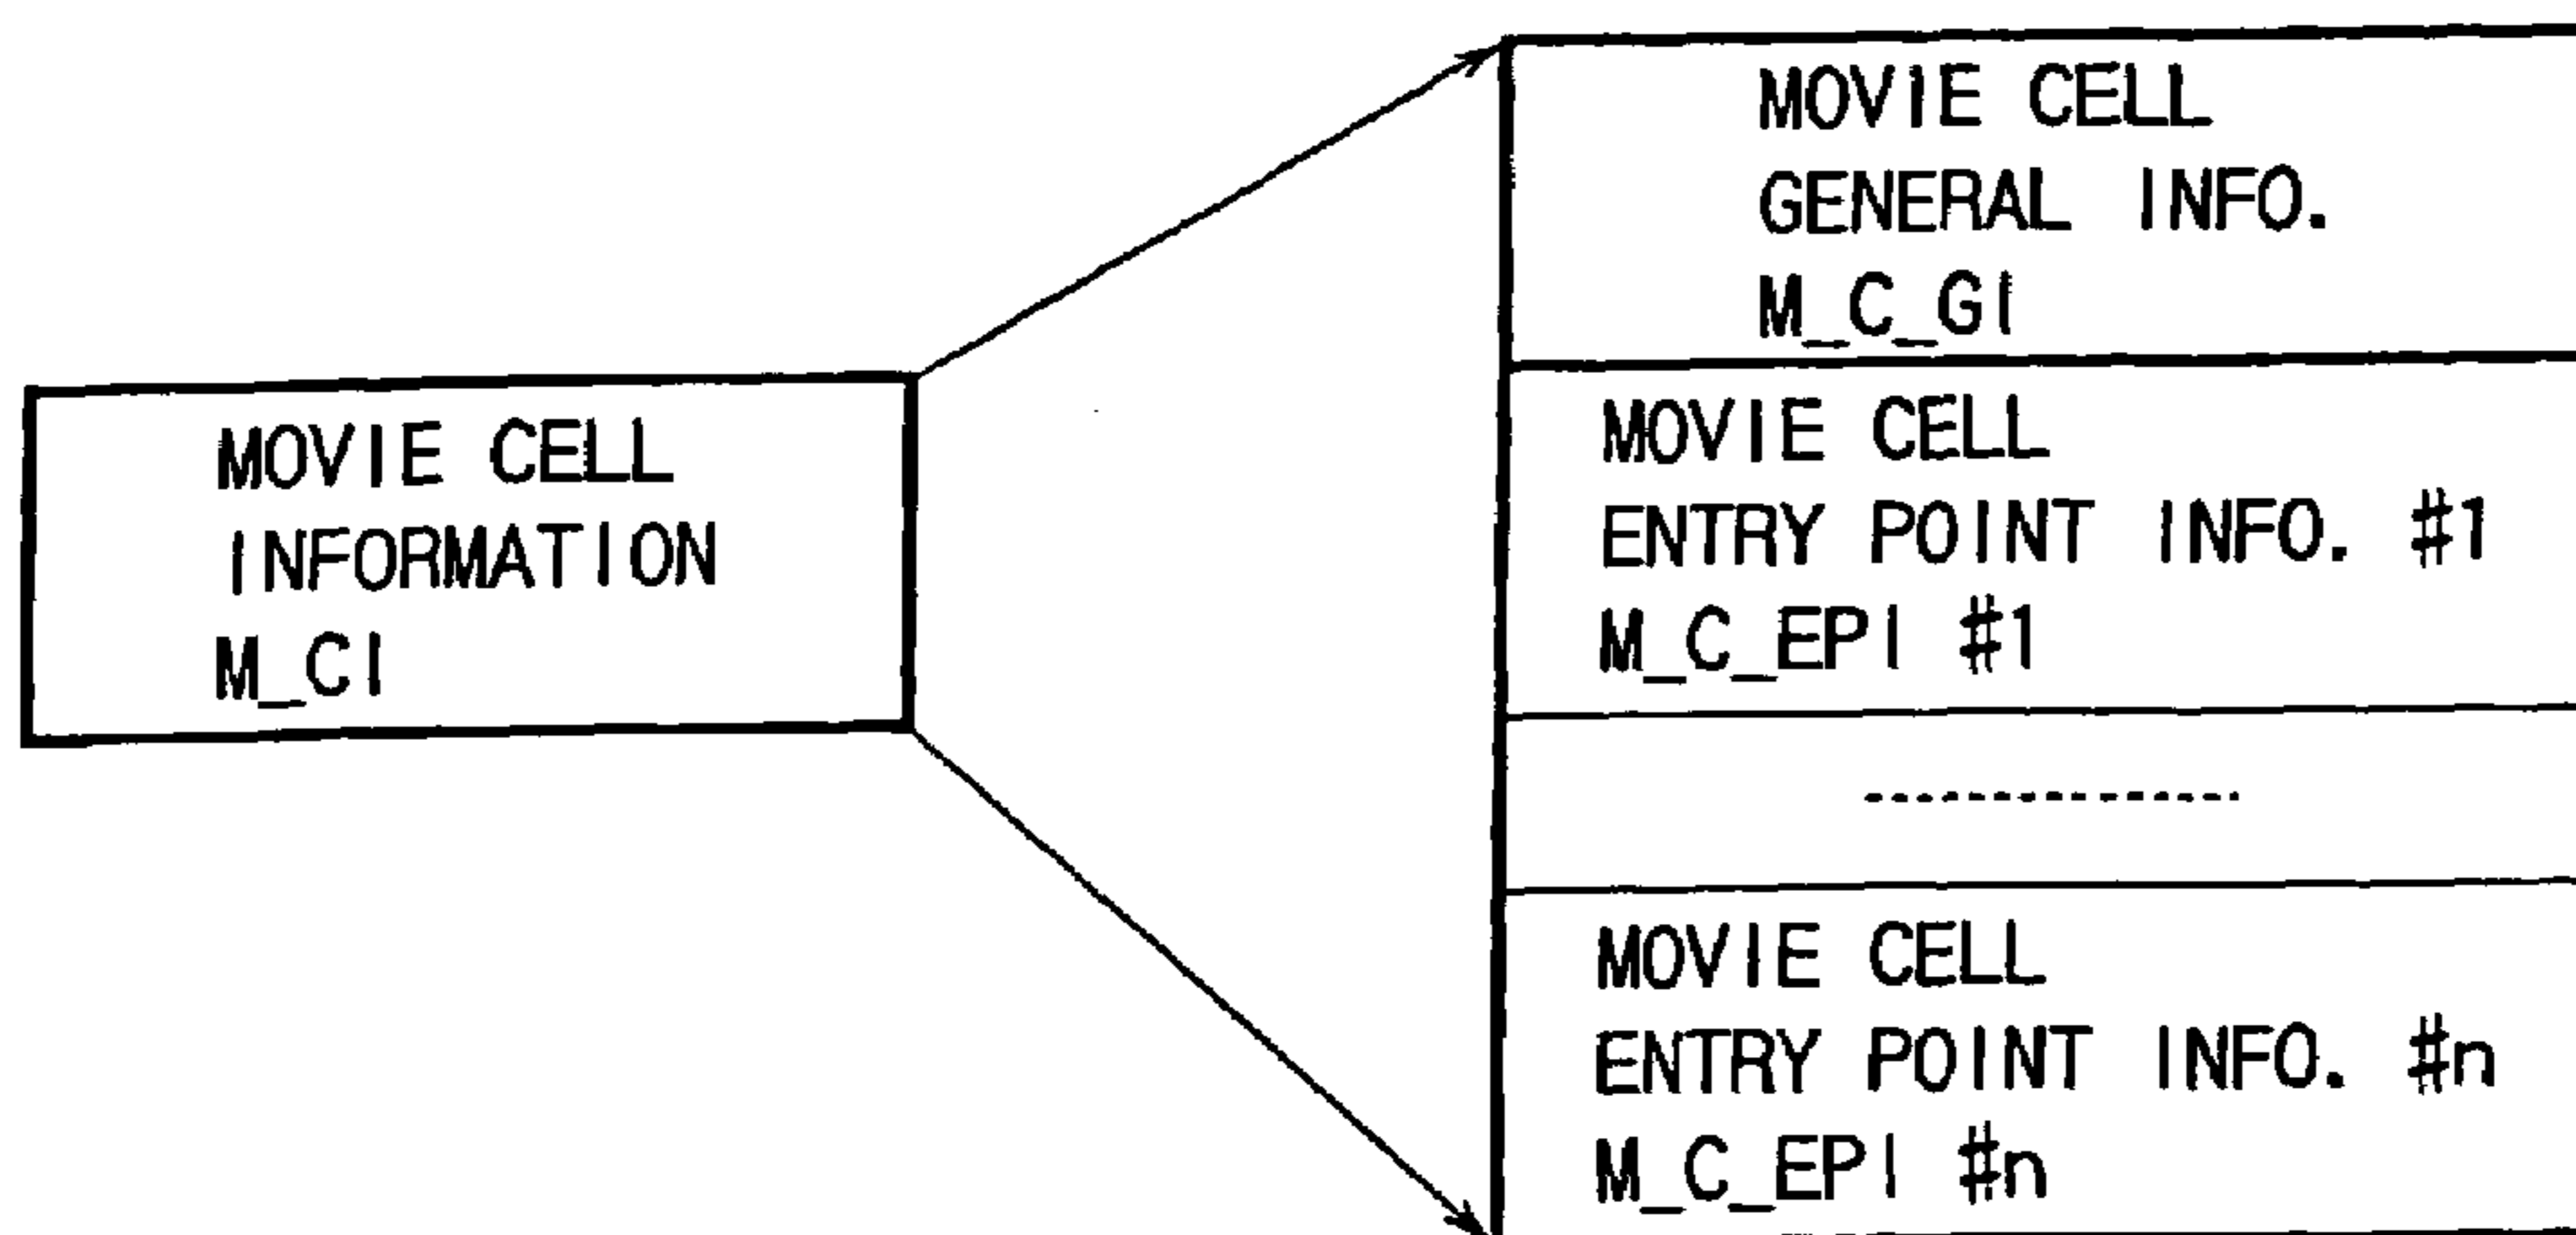 MOVIE CELL
INFORMATION
M_CI
MOVIE CELL
GENERAL INFO.
M_C_GI
MOVIE CELL
ENTRY POINT INFO. #1
M_C_EPI #1
MOVIE CELL
ENTRY POINT INFO. #n
M_C_EPI #n